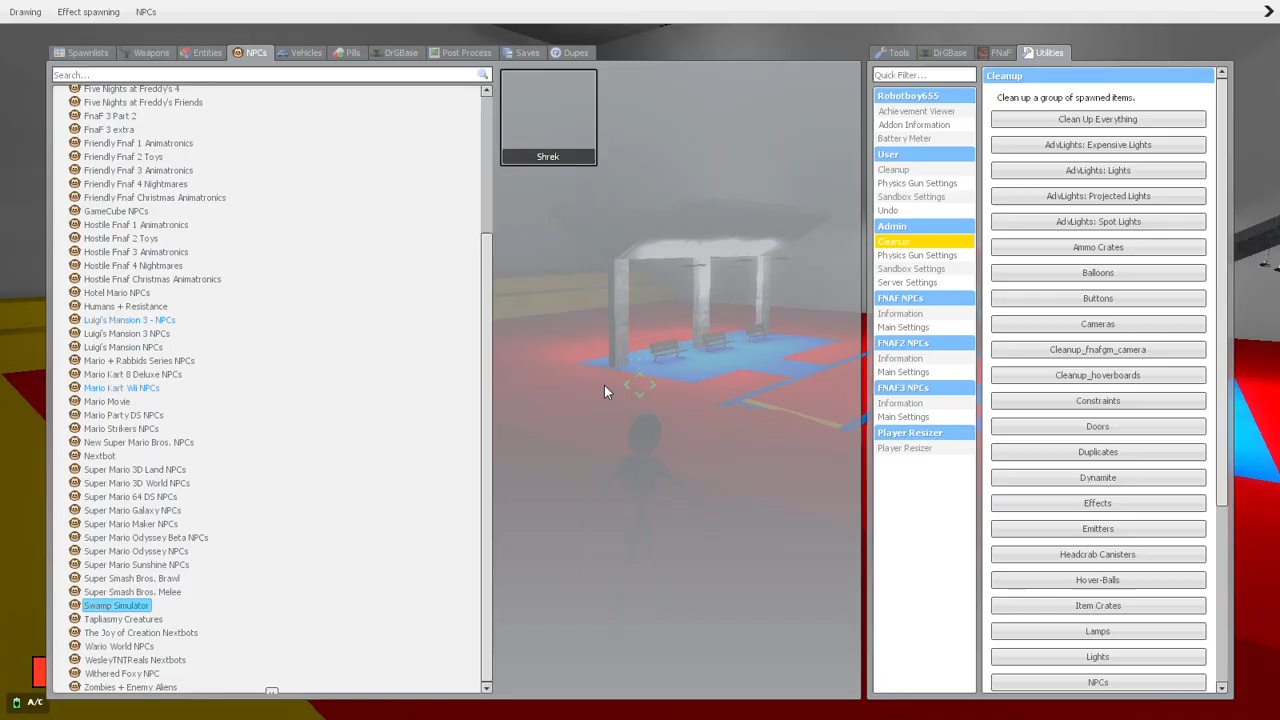 Drawing Effect spawning NPCs
Spawnlists Weapons Entities NPCs Vehicles Pills DrGBase Post Process Saves Dupes
Tools DrGBase FNaF Utilities
Search...
Five Nights at Freddy's 4
Five Nights at Freddy's Friends
FnaF 3 Part 2
FnaF 3 extra
Friendly Fnaf 1 Animatronics
Friendly Fnaf 2 Toys
Friendly Fnaf 3 Animatronics
Friendly Fnaf 4 Nightmares
Friendly Fnaf Christmas Animatronics
GameCube NPCs
Hostile Fnaf 1 Animatronics
Hostile Fnaf 2 Toys
Hostile Fnaf 3 Animatronics
Hostile Fnaf 4 Nightmares
Hostile Fnaf Christmas Animatronics
Hotel Mario NPCs
Humans + Resistance
Luigi's Mansion 3 - NPCs
Luigi's Mansion 3 NPCs
Luigi's Mansion NPCs
Mario + Rabbids Series NPCs
Mario Kart 8 Deluxe NPCs
Mario Kart Wii NPCs
Mario Movie
Mario Party DS NPCs
Mario Strikers NPCs
New Super Mario Bros. NPCs
Nextbot
Super Mario 3D Land NPCs
Super Mario 3D World NPCs
Super Mario 64 DS NPCs
Super Mario Galaxy NPCs
Super Mario Maker NPCs
Super Mario Odyssey Beta NPCs
Super Mario Odyssey NPCs
Super Mario Sunshine NPCs
Super Smash Bros. Brawl
Super Smash Bros. Melee
Swamp Simulator
Tapliasmy Creatures
The Joy of Creation Nextbots
Wario World NPCs
WesleyTNTReals Nextbots
Withered Foxy NPC
Zombies + Enemy Aliens
Shrek
Quick Filter...
Robotboy655
Achievement Viewer
Addon Information
Battery Meter
User
Cleanup
Physics Gun Settings
Sandbox Settings
Undo
Admin
Cleanup
Physics Gun Settings
Sandbox Settings
Server Settings
FNAF NPCs
Information
Main Settings
FNAF2 NPCs
Information
Main Settings
FNAF3 NPCs
Information
Main Settings
Player Resizer
Player Resizer
Cleanup
Clean up a group of spawned items.
Clean Up Everything
AdvLights: Expensive Lights
AdvLights: Lights
AdvLights: Projected Lights
AdvLights: Spot Lights
Ammo Crates
Balloons
Buttons
Cameras
Cleanup_fnafgm_camera
Cleanup_hoverboards
Constraints
Doors
Duplicates
Dynamite
Effects
Emitters
Headcrab Canisters
Hover-Balls
Item Crates
Lamps
Lights
NPCs
A/C